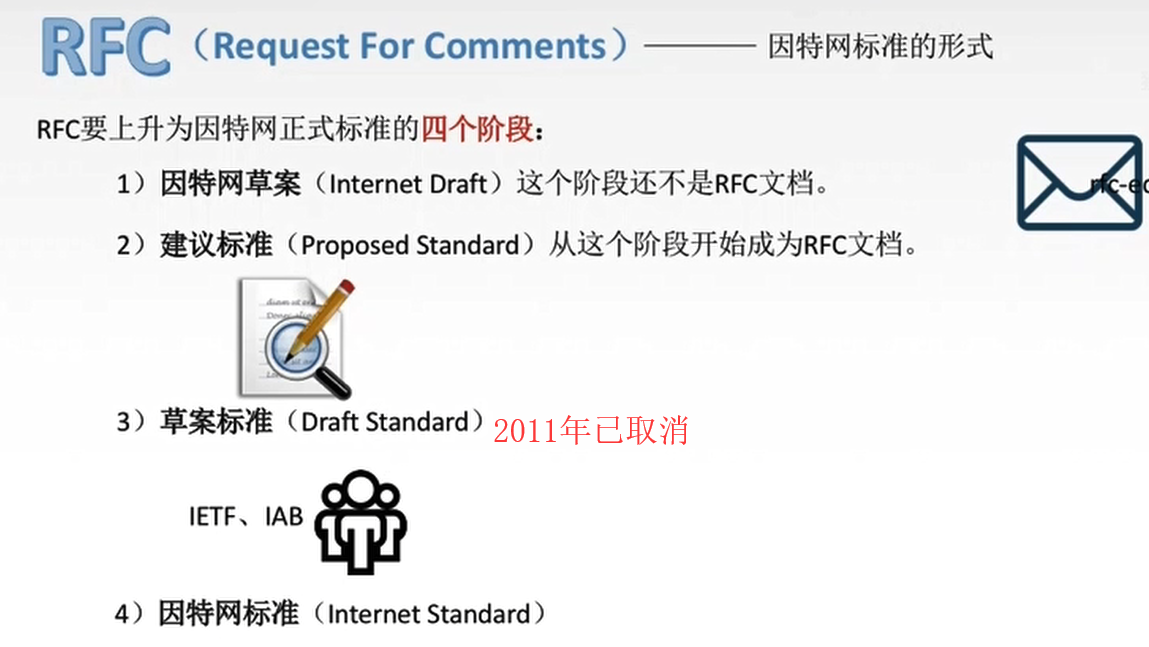 RFC（Request For Comments）———— 因特网标准的形式
RFC要上升为因特网正式标准的四个阶段：
1）因特网草案（Internet Draft）这个阶段还不是RFC文档。
rfc-ed
2）建议标准（Proposed Standard）从这个阶段开始成为RFC文档。
3）草案标准（Draft Standard）2011年已取消
IETF、IAB
4）因特网标准（Internet Standard）